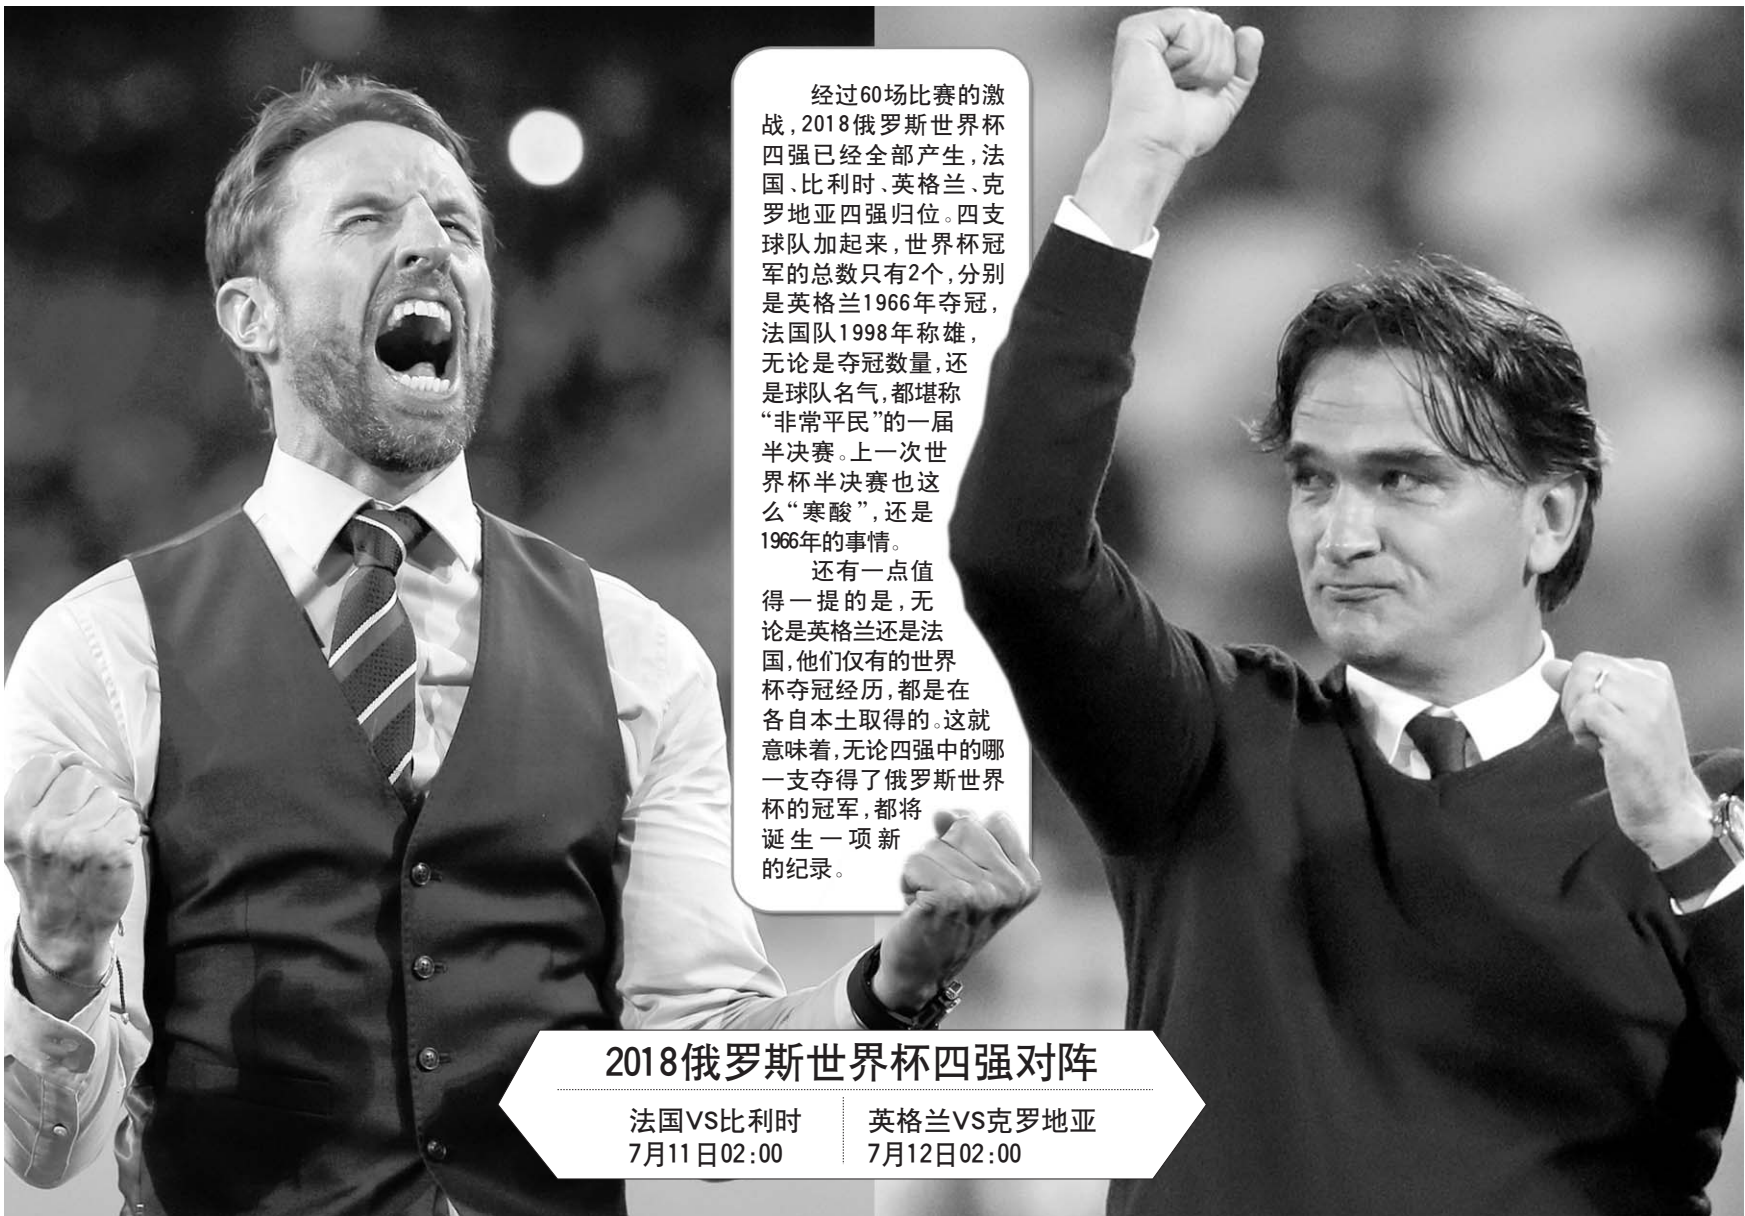 经过60场比赛的激
战,2018俄罗斯世界杯
四强已经全部产生,法
国、比利时、英格兰、克
罗地亚四强归位。四支
球队加起来,世界杯冠
军的总数只有2个,分别
是英格兰1966年夺冠,
法国队1998年称雄,
无论是夺冠数量,还
是球队名气,都堪称
“非常平民”的一届
半决赛。上一次世
界杯半决赛也这
么“寒酸”,还是
1966年的事情。
还有一点值
得一提的是,无
论是英格兰还是法
国,他们仅有的世界
杯夺冠经历,都是在
各自本土取得的。这就
意味着,无论四强中的哪
一支夺得了俄罗斯世界
杯的冠军,都将
诞生一项新
的纪录。
2018俄罗斯世界杯四强对阵
法国VS比利时
7月11日02:00
英格兰VS克罗地亚
7月12日02:00